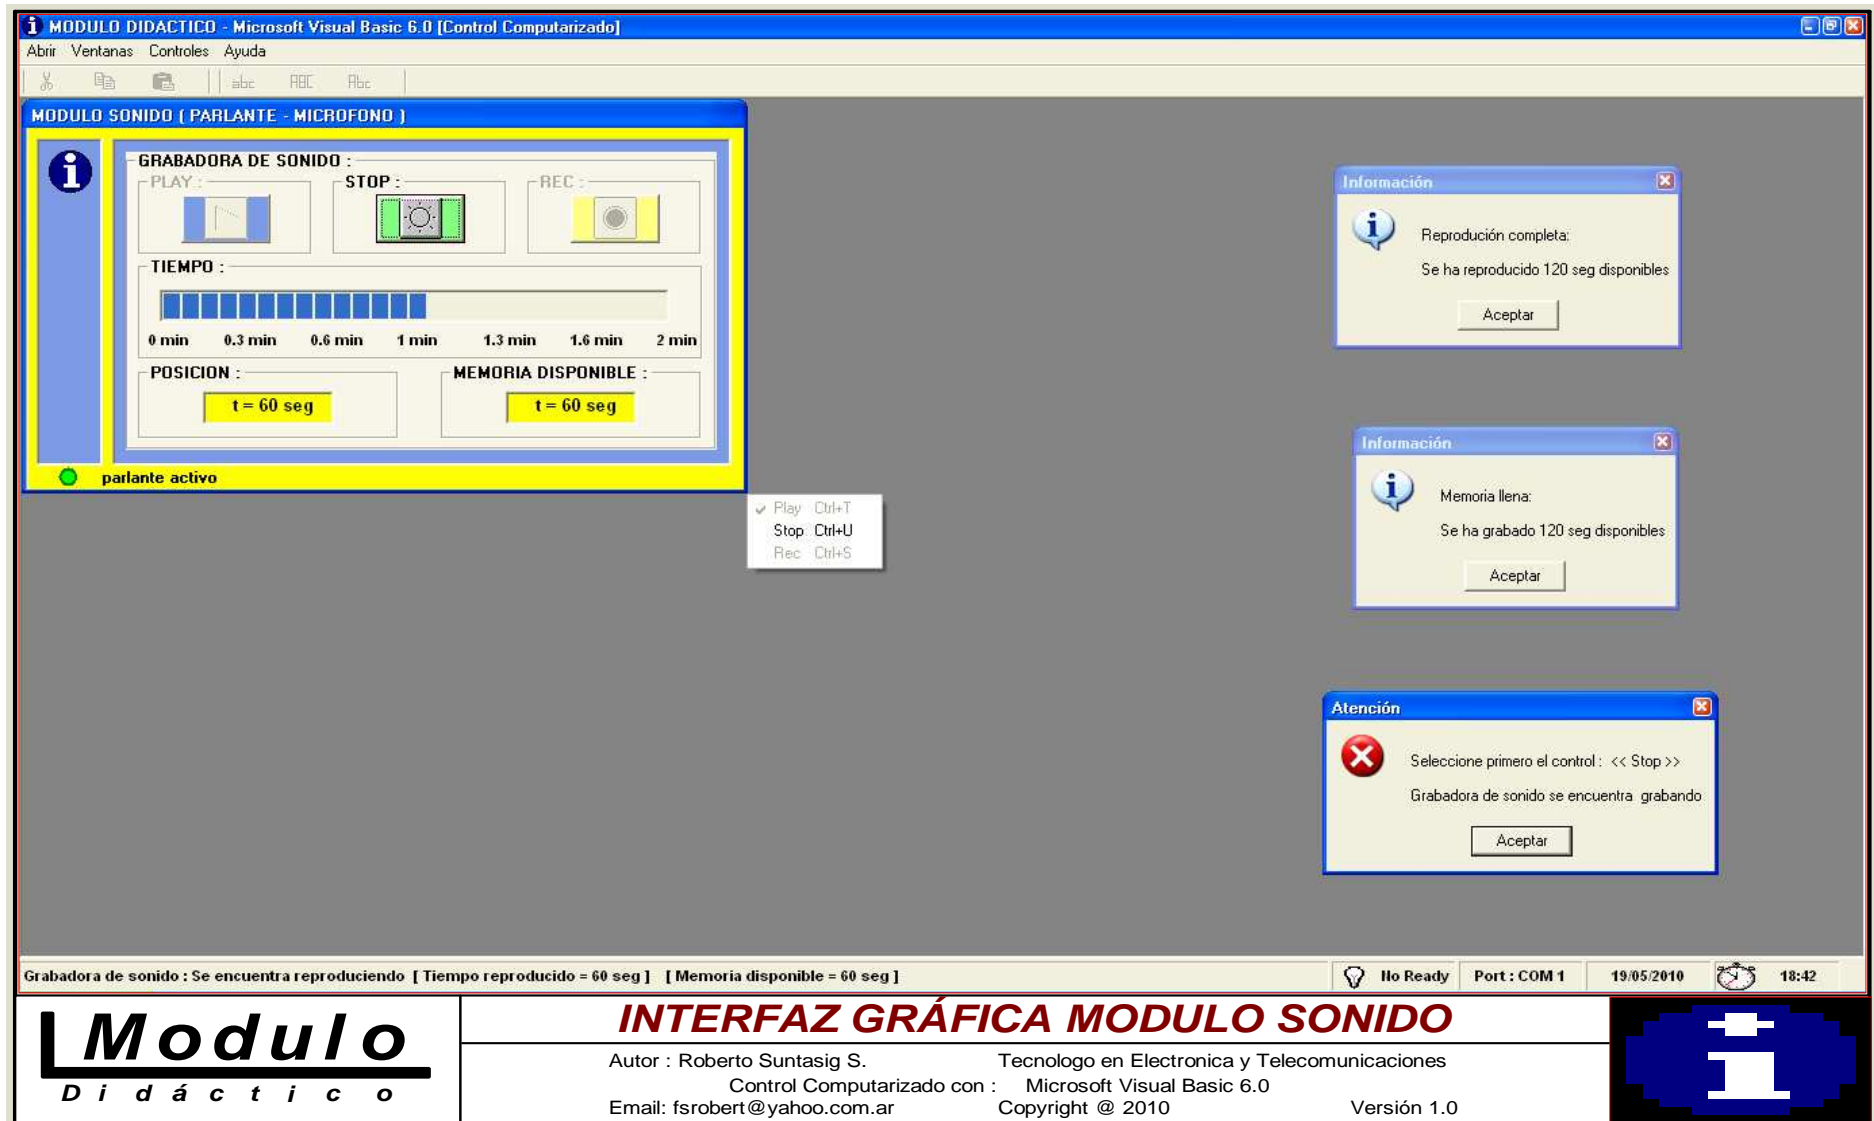 MODULO DIDACTICO - Microsoft Visual Basic 6.0 [Control Computarizado]
Abrir Ventanas Controles Ayuda
abc ABC Abc
MODULO SONIDO ( PARLANTE - MICROFONO )
GRABADORA DE SONIDO :
PLAY : STOP : REC :
TIEMPO :
0 min 0.3 min 0.6 min 1 min 1.3 min 1.6 min 2 min
POSICION : MEMORIA DISPONIBLE :
t = 60 seg t = 60 seg
parlante activo
Play Ctrl+T
Stop Ctrl+U
Rec Ctrl+S
Información
Reprodución completa:
Se ha reproducido 120 seg disponibles
Aceptar
Información
Memoria llena:
Se ha grabado 120 seg disponibles
Aceptar
Atención
Seleccione primero el control : << Stop >>
Grabadora de sonido se encuentra grabando
Aceptar
Grabadora de sonido : Se encuentra reproduciendo [ Tiempo reproducido = 60 seg ] [ Memoria disponible = 60 seg ] No Ready Port : COM 1 19/05/2010 18:42
Modulo
Didáctico
INTERFAZ GRÁFICA MODULO SONIDO
Autor : Roberto Suntasig S. Tecnologo en Electronica y Telecomunicaciones
Control Computarizado con : Microsoft Visual Basic 6.0
Email: fsrobert@yahoo.com.ar Copyright @ 2010 Versión 1.0